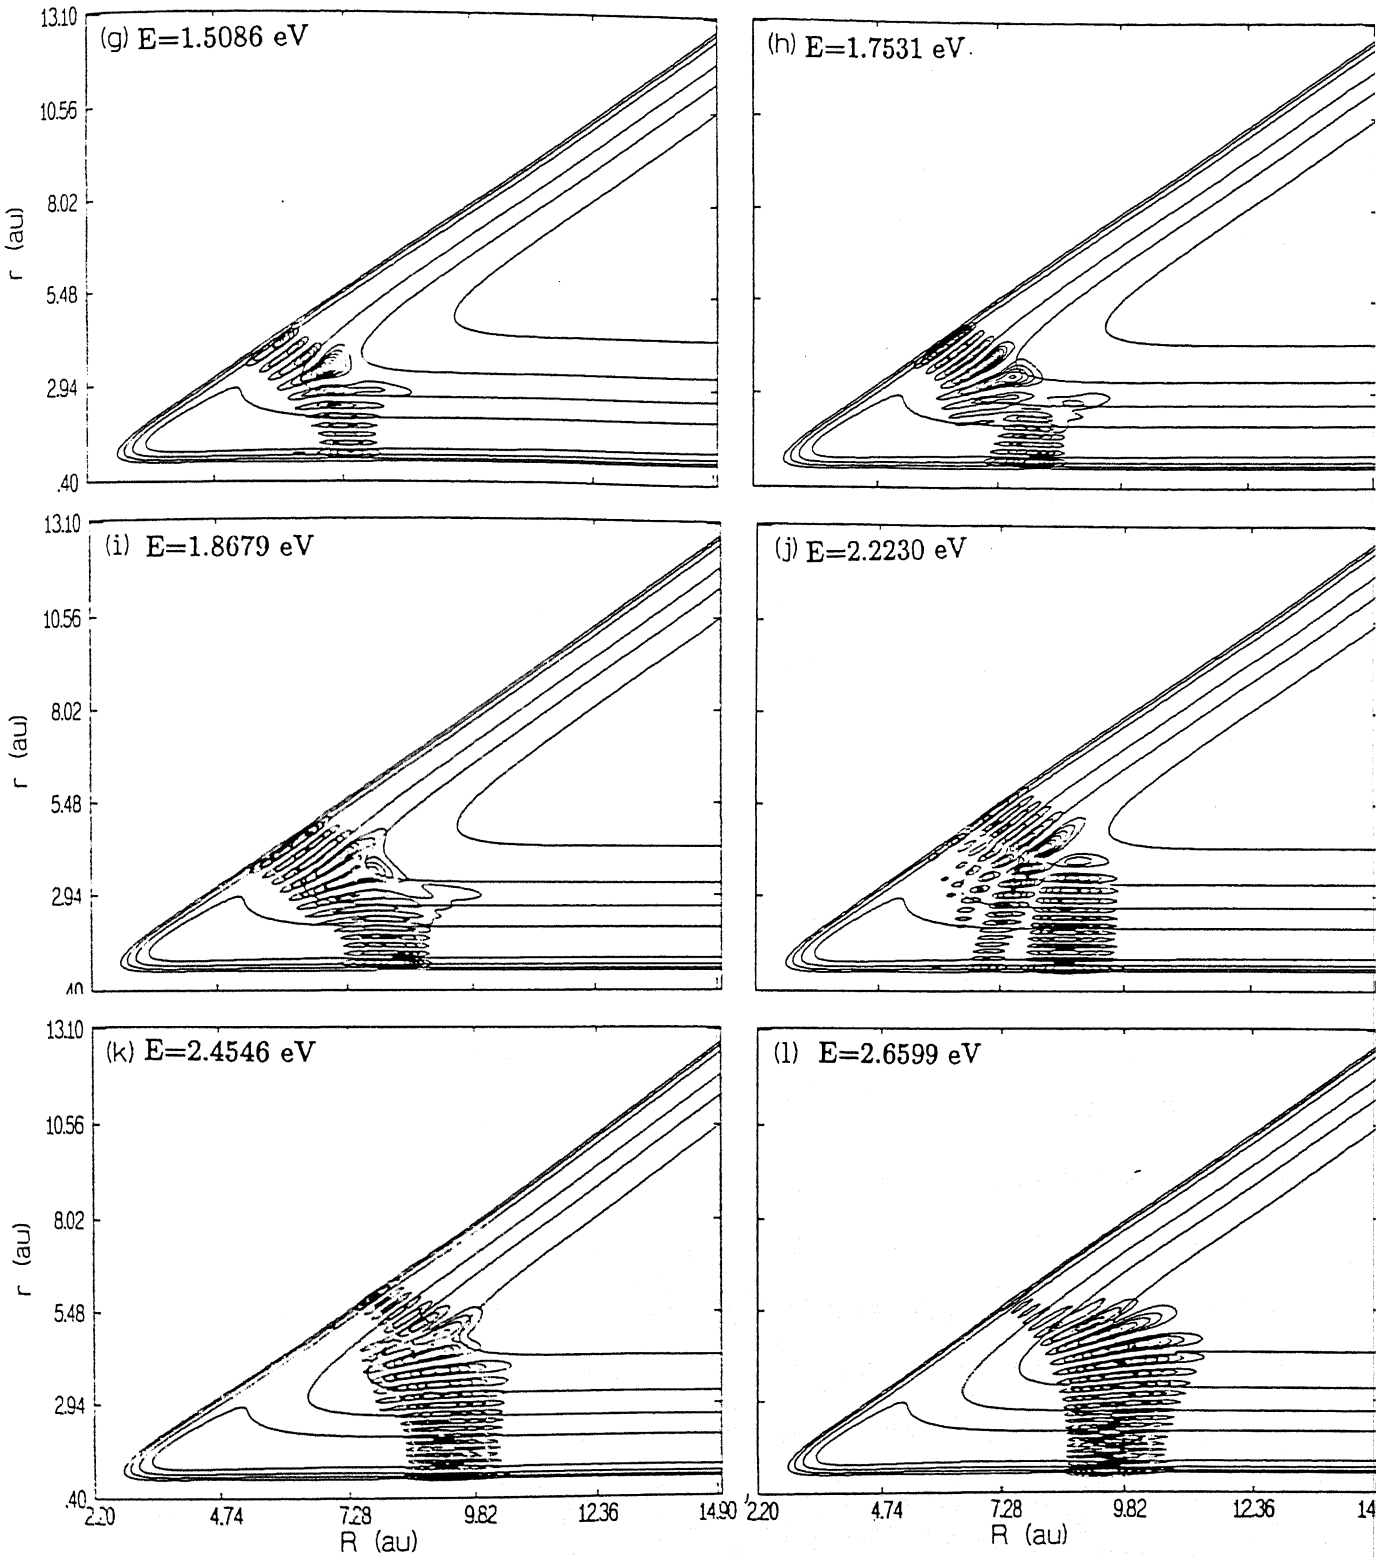 (g) E=1.5086 eV
13.10
10.56
8.02
5.48
2.94
.40
r (au)
(h) E=1.7531 eV
(i) E=1.8679 eV
13.10
10.56
8.02
5.48
2.94
.40
r (au)
(j) E=2.2230 eV
(k) E=2.4546 eV
13.10
10.56
8.02
5.48
2.94
.40
r (au)
2.20 4.74 7.28 9.82 12.36 14.90
R (au)
(l) E=2.6599 eV
2.20 4.74 7.28 9.82 12.36 14
R (au)